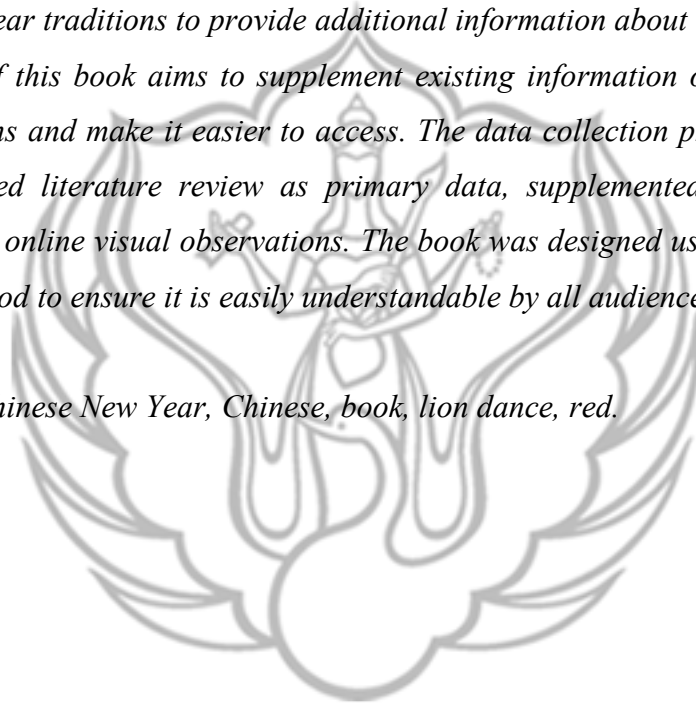 ear traditions to provide additional information about
f this book aims to supplement existing information o
ns and make it easier to access. The data collection p
ed literature review as primary data, supplemented
online visual observations. The book was designed us
od to ensure it is easily understandable by all audience
hinese New Year, Chinese, book, lion dance, red.